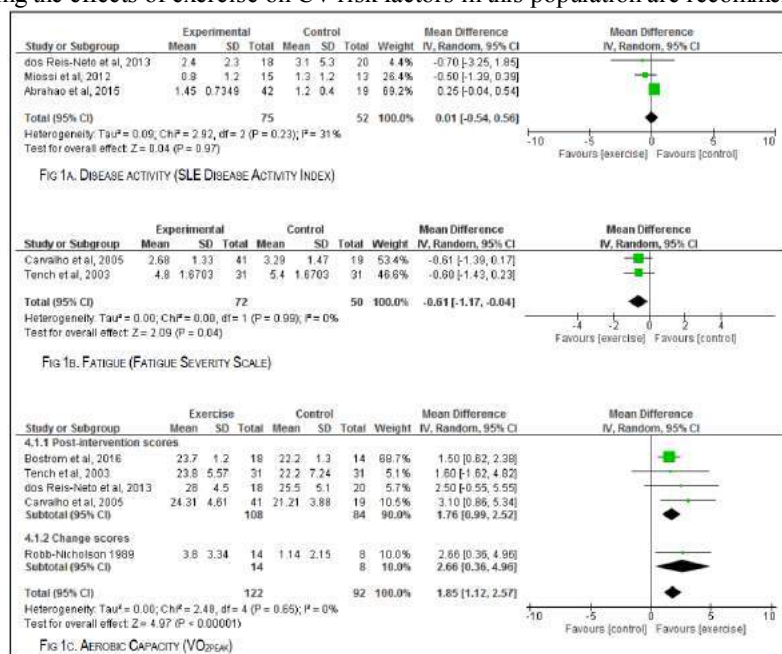 ng the effects of exercise on CV risk factors in this population are recomme
Experimental Control Mean Difference Mean Difference
Study or Subgroup Mean SD Total Mean SD Total Weight IV, Random, 95% CI IV, Random, 95% CI
dos Reis-Neto et al, 2013 2.4 2.3 18 3.1 5.3 20 4.4% -0.70 [-3.25, 1.85]
Miossi et al, 2012 0.8 1.2 15 1.3 1.2 13 26.4% -0.50 [-1.39, 0.39]
Abrahao et al, 2015 1.45 0.7349 42 1.2 0.4 19 69.2% 0.25 [-0.04, 0.54]
Total (95% CI) 75 52 100.0% 0.01 [-0.54, 0.56]
Heterogeneity: Tau² = 0.09; Chi² = 2.92, df = 2 (P = 0.23); I² = 31%
Test for overall effect: Z = 0.04 (P = 0.97)
-10 -5 0 5 10
Favours [exercise] Favours [control]
FIG 1A. DISEASE ACTIVITY (SLE DISEASE ACTIVITY INDEX)
Experimental Control Mean Difference Mean Difference
Study or Subgroup Mean SD Total Mean SD Total Weight IV, Random, 95% CI IV, Random, 95% CI
Carvalho et al, 2005 2.68 1.33 41 3.29 1.47 19 53.4% -0.61 [-1.39, 0.17]
Tench et al, 2003 4.8 1.6703 31 5.4 1.6703 31 46.6% -0.60 [-1.43, 0.23]
Total (95% CI) 72 50 100.0% -0.61 [-1.17, -0.04]
Heterogeneity: Tau² = 0.00; Chi² = 0.00, df = 1 (P = 0.99); I² = 0%
Test for overall effect: Z = 2.09 (P = 0.04)
-4 -2 0 2 4
Favours [exercise] Favours [control]
FIG 1B. FATIGUE (FATIGUE SEVERITY SCALE)
Exercise Control Mean Difference Mean Difference
Study or Subgroup Mean SD Total Mean SD Total Weight IV, Random, 95% CI IV, Random, 95% CI
4.1.1 Post-intervention scores
Bostrom et al, 2016 23.7 1.2 18 22.2 1.3 14 68.7% 1.50 [0.62, 2.38]
Tench et al, 2003 23.8 5.57 31 22.2 7.24 31 5.1% 1.60 [-1.62, 4.82]
dos Reis-Neto et al, 2013 28 4.5 18 25.5 5.1 20 5.7% 2.50 [-0.55, 5.55]
Carvalho et al, 2005 24.31 4.61 41 21.21 3.88 19 10.5% 3.10 [0.86, 5.34]
Subtotal (95% CI) 108 84 90.0% 1.76 [0.99, 2.52]
4.1.2 Change scores
Robb-Nicholson 1989 3.8 3.34 14 1.14 2.15 8 10.0% 2.66 [0.36, 4.96]
Subtotal (95% CI) 14 8 10.0% 2.66 [0.36, 4.96]
Total (95% CI) 122 92 100.0% 1.85 [1.12, 2.57]
Heterogeneity: Tau² = 0.00; Chi² = 2.40, df = 4 (P = 0.66); I² = 0%
Test for overall effect: Z = 4.97 (P < 0.00001)
-10 -5 0 5 10
Favours [control] Favours [exercise]
FIG 1C. AEROBIC CAPACITY (VO2PEAK)